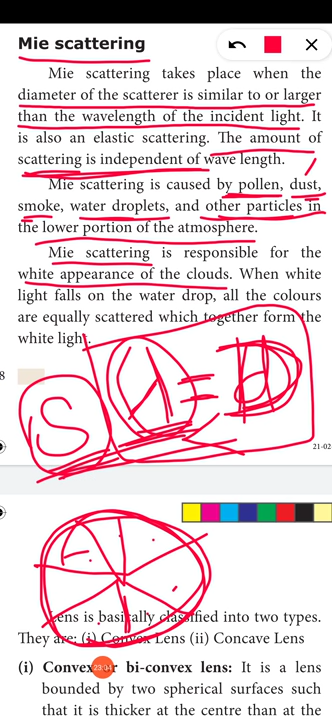 Mie scattering
Mie scattering takes place when the
diameter of the scatterer is similar to or larger
than the wavelength of the incident light. It
is also an elastic scattering. The amount of
scattering is independent of wave length.
Mie scattering is caused by pollen, dust,
smoke, water droplets, and other particles in
the lower portion of the atmosphere.
Mie scattering is responsible for the
white appearance of the clouds. When white
light falls on the water drop, all the colours
are equally scattered which together form the
white light.
8
S λ = D
21-02
Lens is basically classified into two types.
They are: (i) Convex Lens (ii) Concave Lens
(i) Convex or bi-convex lens: It is a lens
23:04
bounded by two spherical surfaces such
that it is thicker at the centre than at the